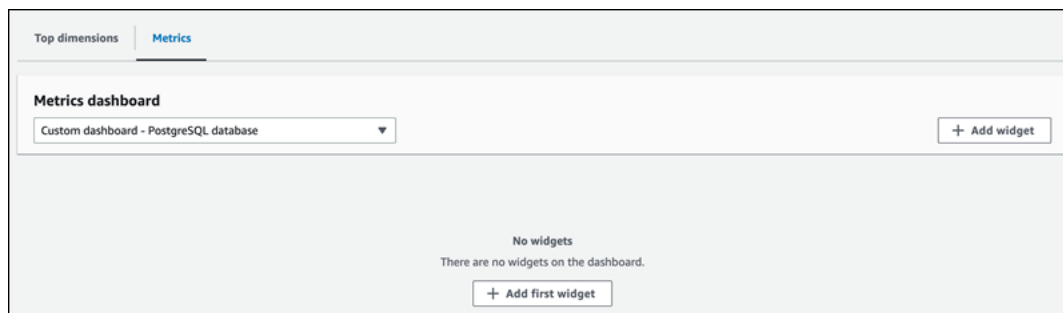 Top dimensions
Metrics
Metrics dashboard
Custom dashboard - PostgreSQL database
+ Add widget
No widgets
There are no widgets on the dashboard.
+ Add first widget